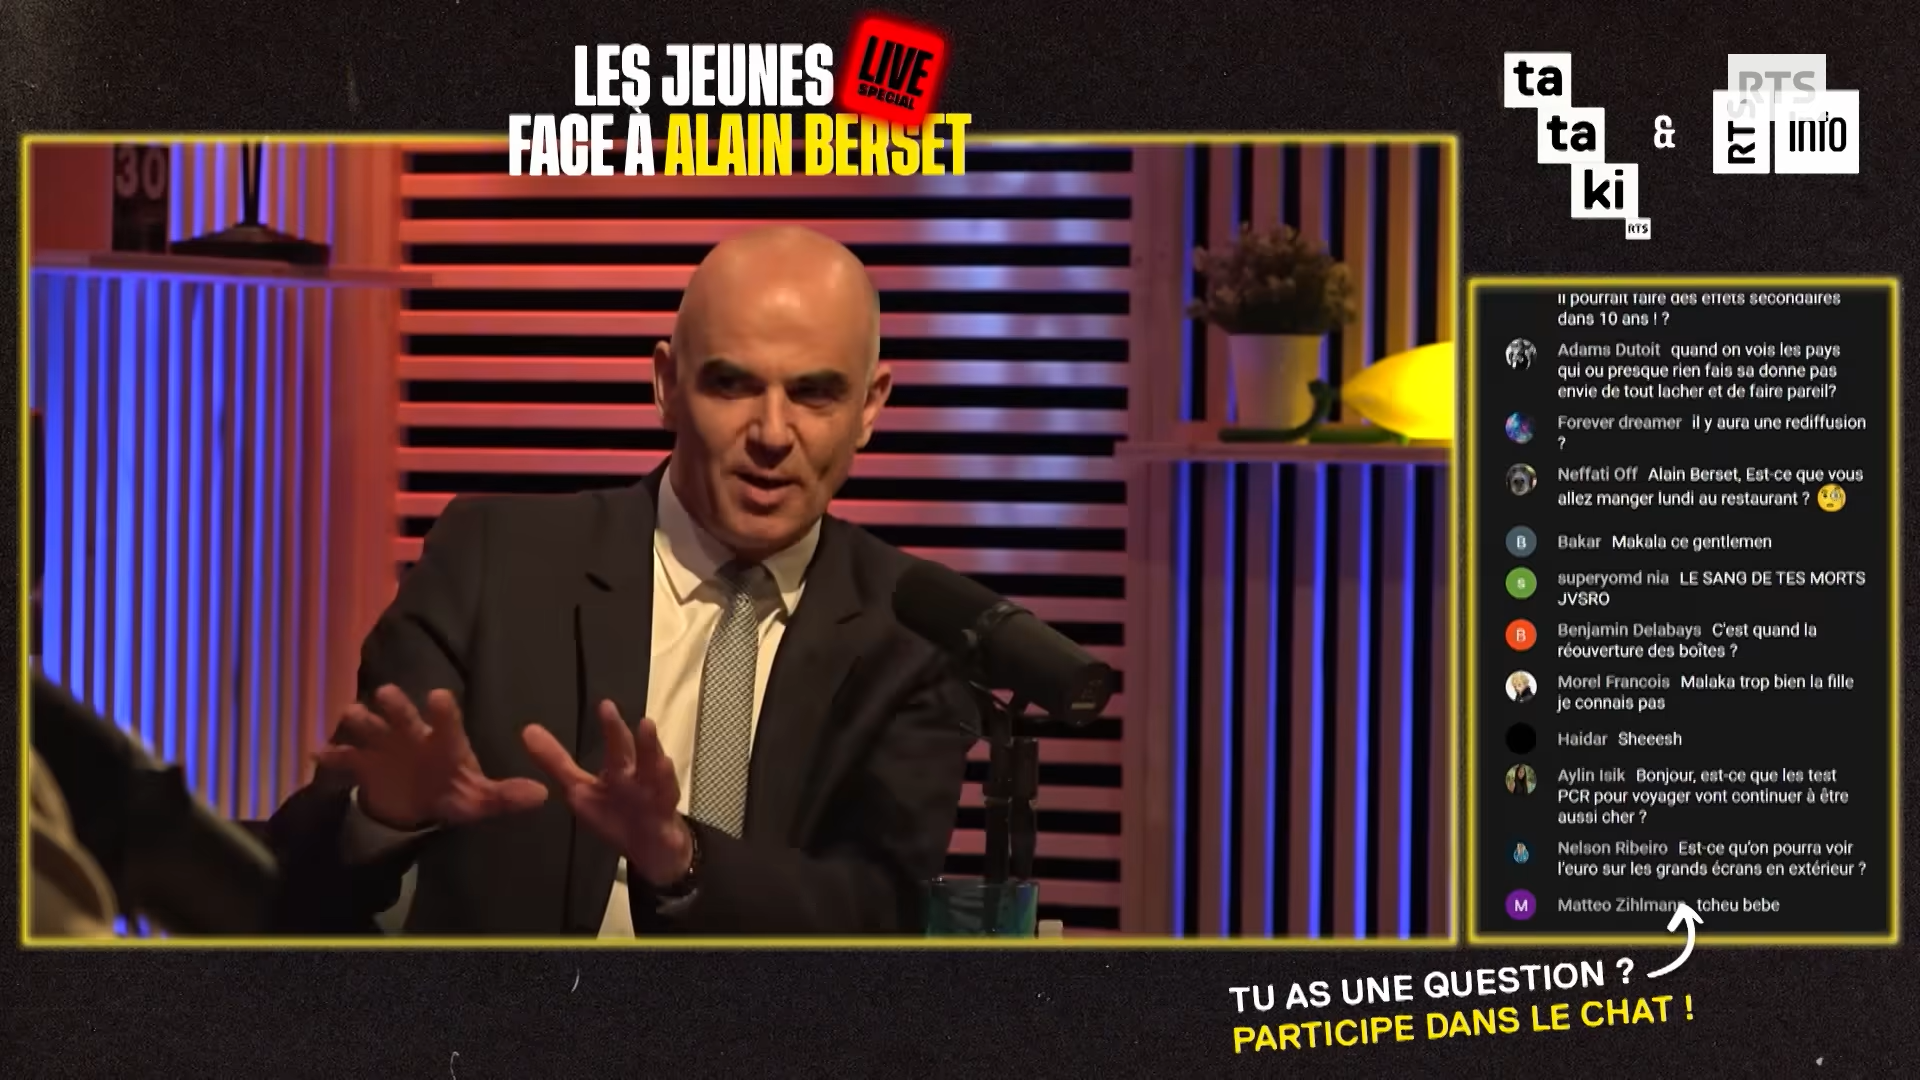 LES JEUNES
LIVE
SPECIAL
FACE À ALAIN BERSET
ta
ta
ki
RTS
&
RTS
RTS
info
30
il pourrait faire des effets secondaires
dans 10 ans ! ?
Adams Dutoit quand on vois les pays
qui ou presque rien fais sa donne pas
envie de tout lacher et de faire pareil?
Forever dreamer il y aura une rediffusion
?
Neffati Off Alain Berset, Est-ce que vous
allez manger lundi au restaurant ? 🧐
B Bakar Makala ce gentlemen
s superyomd nia LE SANG DE TES MORTS
JVSRO
B Benjamin Delabays C'est quand la
réouverture des boîtes ?
Morel Francois Malaka trop bien la fille
je connais pas
Haidar Sheeesh
Aylin Isik Bonjour, est-ce que les test
PCR pour voyager vont continuer à être
aussi cher ?
Nelson Ribeiro Est-ce qu'on pourra voir
l'euro sur les grands écrans en extérieur ?
M Matteo Zihlmann tcheu bebe
TU AS UNE QUESTION ?
PARTICIPE DANS LE CHAT !